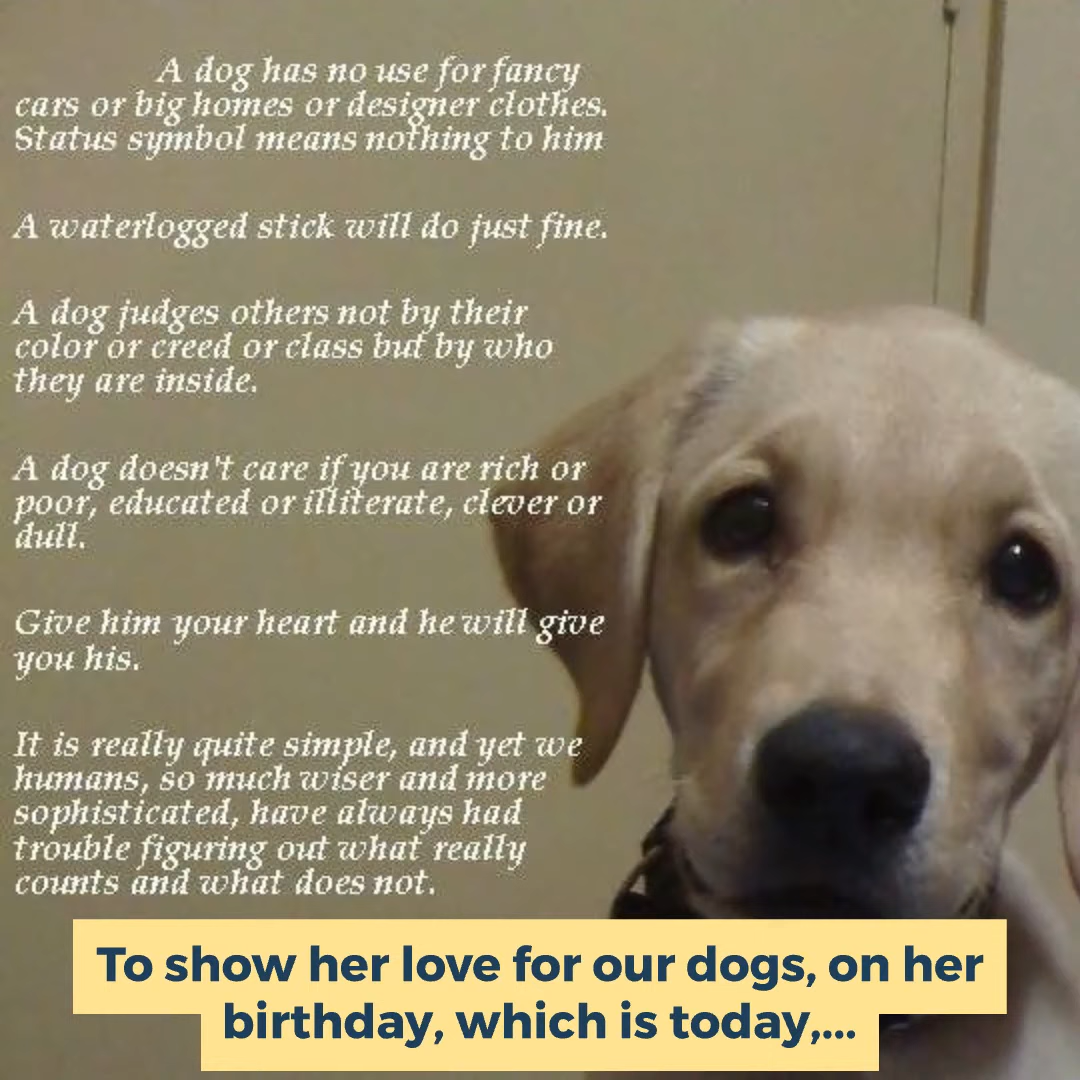 A dog has no use for fancy
cars or big homes or designer clothes.
Status symbol means nothing to him
A waterlogged stick will do just fine.
A dog judges others not by their
color or creed or class but by who
they are inside.
A dog doesn't care if you are rich or
poor, educated or illiterate, clever or
dull.
Give him your heart and he will give
you his.
It is really quite simple, and yet we
humans, so much wiser and more
sophisticated, have always had
trouble figuring out what really
counts and what does not.
To show her love for our dogs, on her
birthday, which is today,...